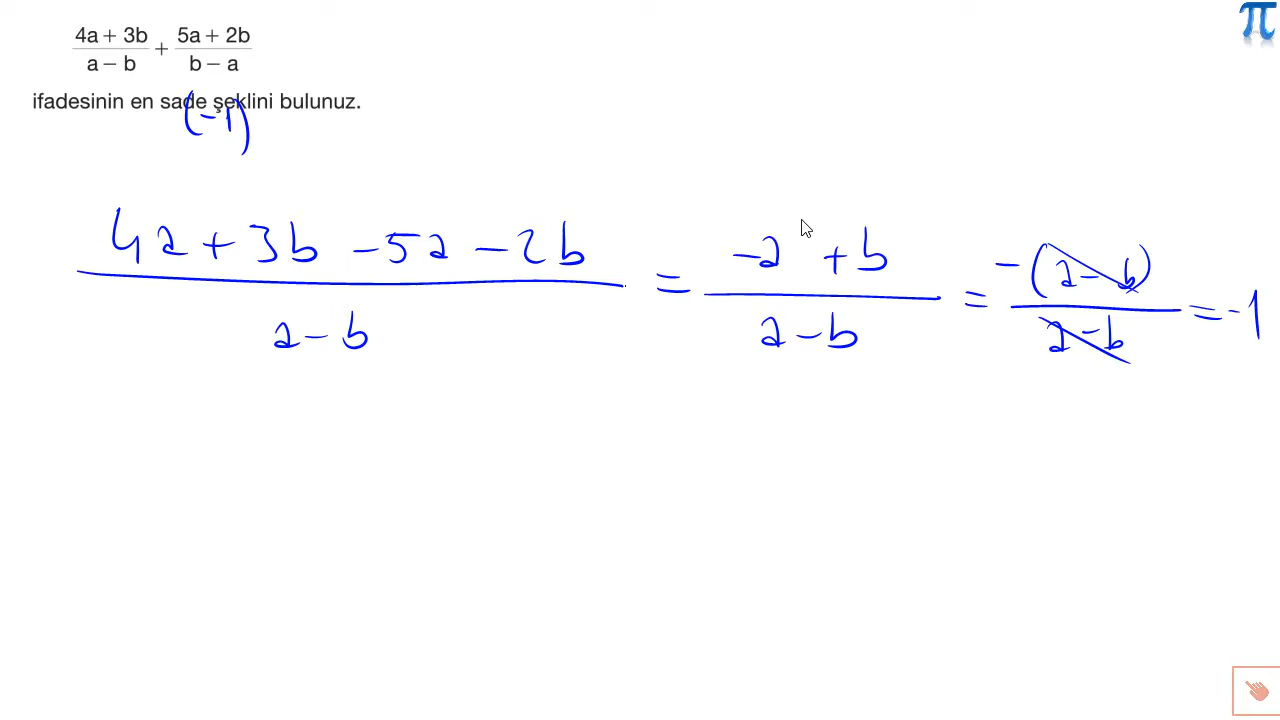 4a + 3b / a − b + 5a + 2b / b − a
ifadesinin en sade şeklini bulunuz.
(-1)
4a + 3b - 5a - 2b / a - b = -a + b / a - b = -(a - b) / a - b = -1
π